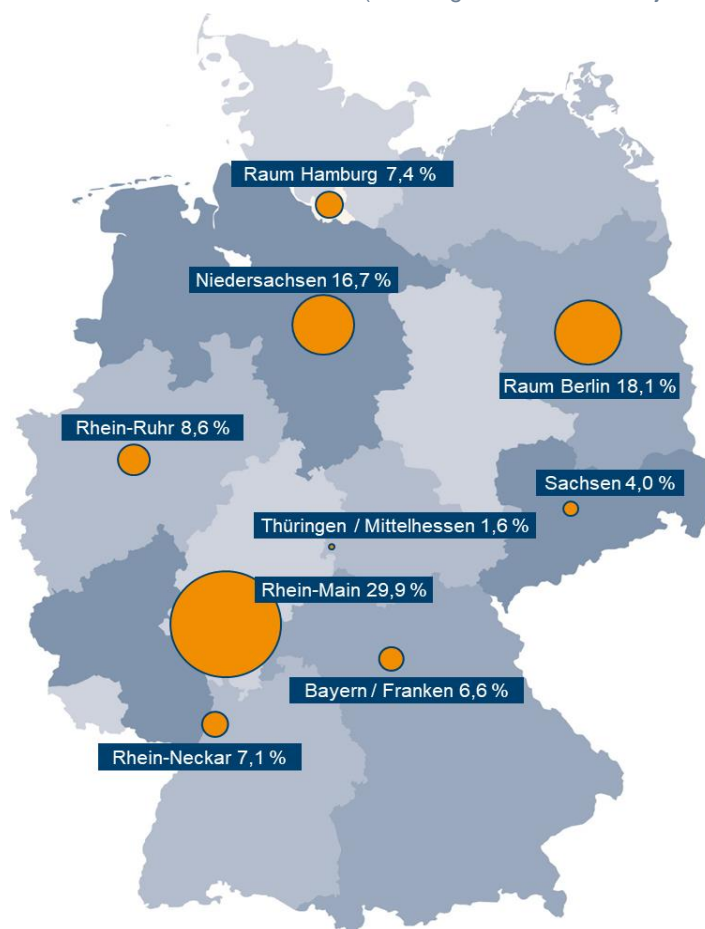 Raum Hamburg 7,4 %
Niedersachsen 16,7 %
Raum Berlin 18,1 %
Rhein-Ruhr 8,6 %
Sachsen 4,0 %
Thüringen / Mittelhessen 1,6 %
Rhein-Main 29,9 %
Bayern / Franken 6,6 %
Rhein-Neckar 7,1 %